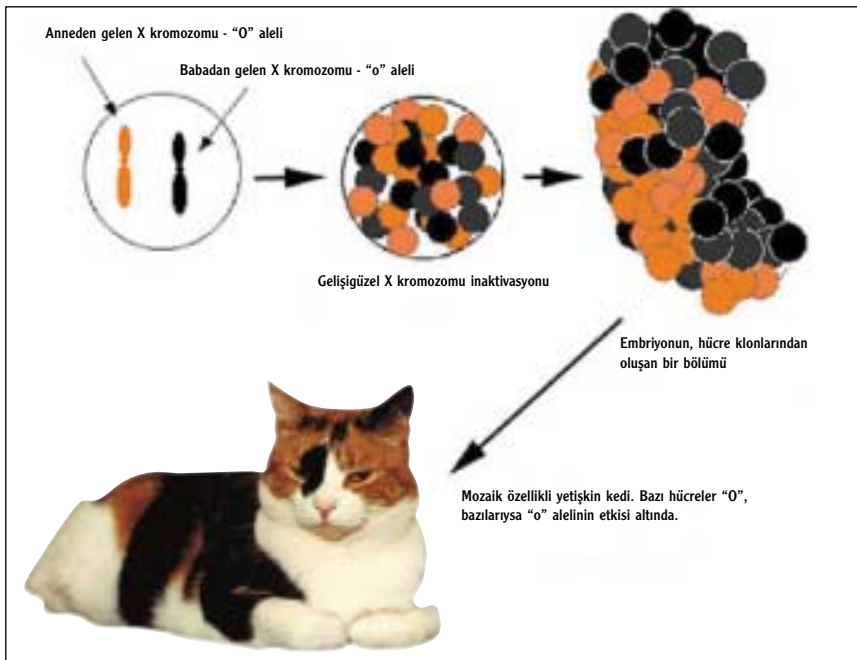 Anneden gelen X kromozomu - “O” aleli
Babadan gelen X kromozomu - “o” aleli
Gelişigüzel X kromozomu inaktivasyonu
Embriyonun, hücre klonlarından
oluşan bir bölümü
Mozaik özellikli yetişkin kedi. Bazı hücreler “O”,
bazılarıysa “o” alelinin etkisi altında.